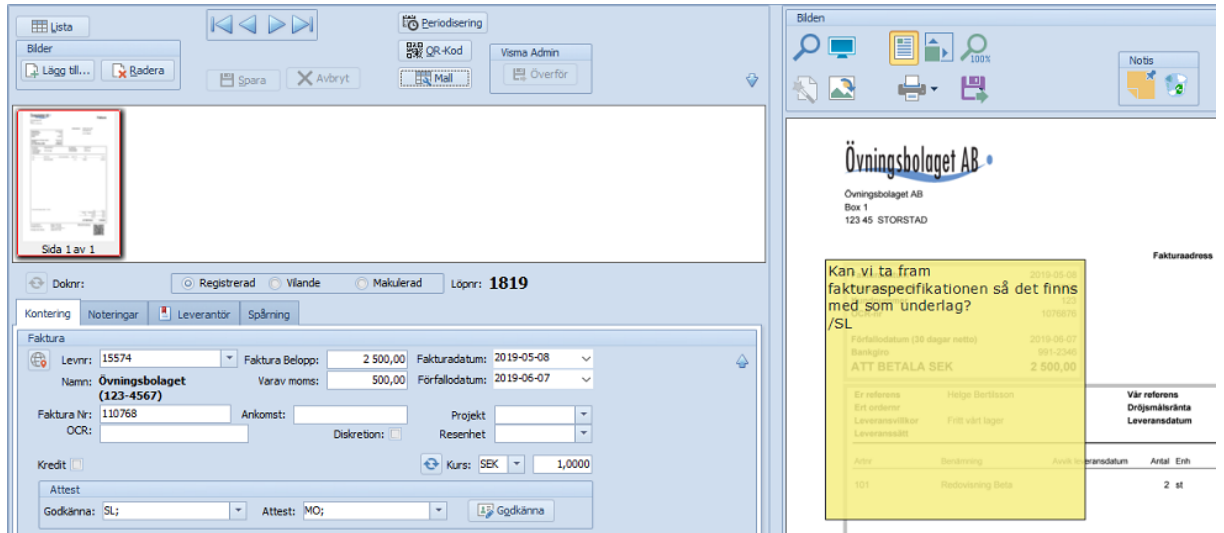 Lista
Bilder
Lägg till...
Radera
Spara
Avbryt
Periodisering
QR-Kod
Mall
Visma Admin
Överför
Sida 1 av 1
Doknr:
Registrerad
Vilande
Makulerad
Löpnr: 1819
Kontering
Noteringar
Leverantör
Spårning
Faktura
Levnr: 15574
Faktura Belopp: 2 500,00
Fakturadatum: 2019-05-08
Namn: Övningsbolaget
(123-4567)
Varav moms: 500,00
Förfallodatum: 2019-06-07
Faktura Nr: 110768
Ankomst:
Projekt
OCR:
Diskretion:
Resenhet
Kredit
Kurs: SEK 1,0000
Attest
Godkänna: SL;
Attest: MO;
Godkänna
Bilden
100%
Notis
Övningsbolaget AB
Övningsbolaget AB
Box 1
123 45 STORSTAD
Fakturaadress
Kan vi ta fram
fakturaspecifikationen så det finns
med som underlag?
/SL
2019-05-08
123
OCR-nr 1076876
Förfallodatum (30 dagar netto) 2019-06-07
Bankgiro 991-2346
ATT BETALA SEK 2 500,00
Er referens Helge Bertilsson
Vår referens
Ert ordernr
Dröjsmålsränta
Leveransvillkor Fritt vårt lager
Leveransdatum
Leveranssätt
Artnr Benämning Avvik leveransdatum Antal Enh
101 Redovisning Beta 2 st